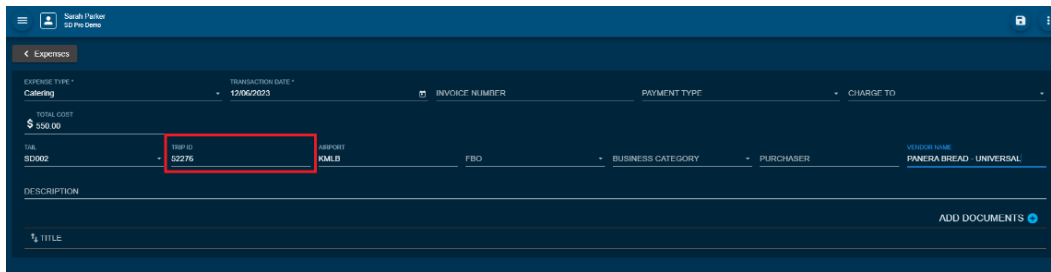 Sarah Parker
SD Pro Demo
Expenses
EXPENSE TYPE * TRANSACTION DATE *
Catering 12/06/2023 INVOICE NUMBER PAYMENT TYPE CHARGE TO
TOTAL COST
$ 550.00
TAIL TRIP ID AIRPORT VENDOR NAME
SD002 52276 KMLB FBO BUSINESS CATEGORY PURCHASER PANERA BREAD - UNIVERSAL
DESCRIPTION
ADD DOCUMENTS
TITLE